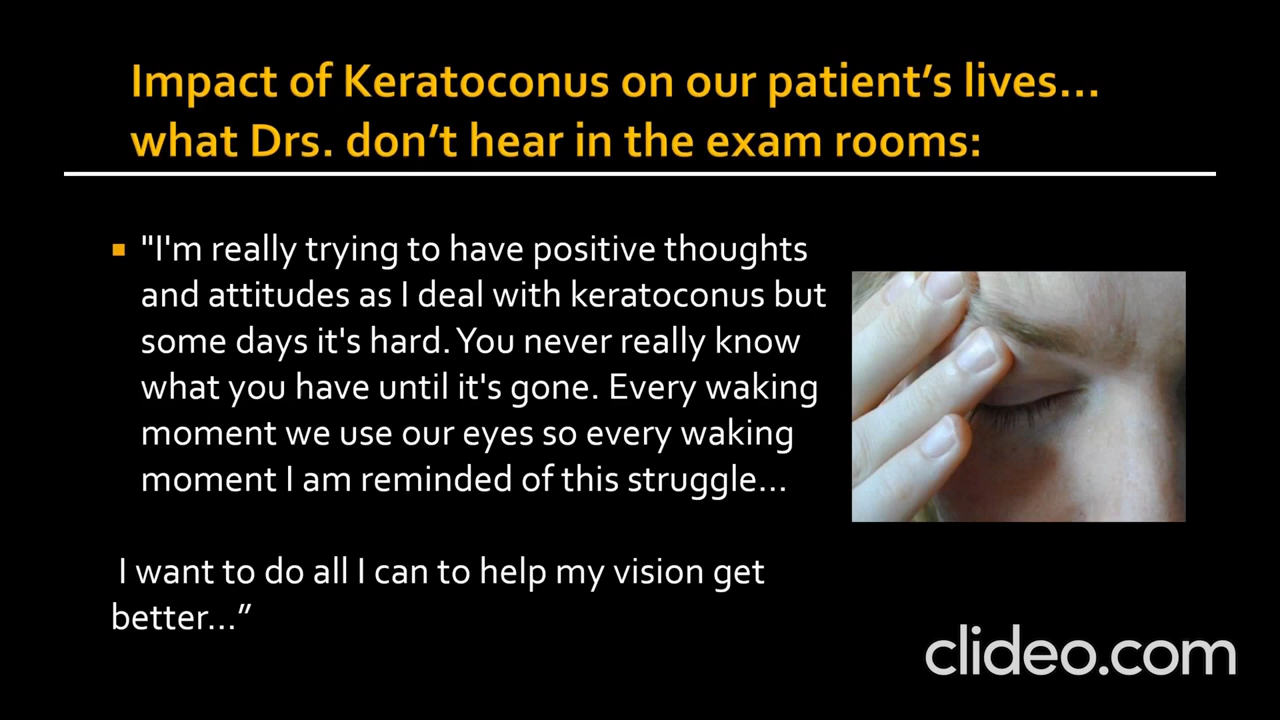 Impact of Keratoconus on our patient’s lives…
what Drs. don’t hear in the exam rooms:
"I'm really trying to have positive thoughts
and attitudes as I deal with keratoconus but
some days it's hard. You never really know
what you have until it's gone. Every waking
moment we use our eyes so every waking
moment I am reminded of this struggle…
I want to do all I can to help my vision get
better…”
clideo.com